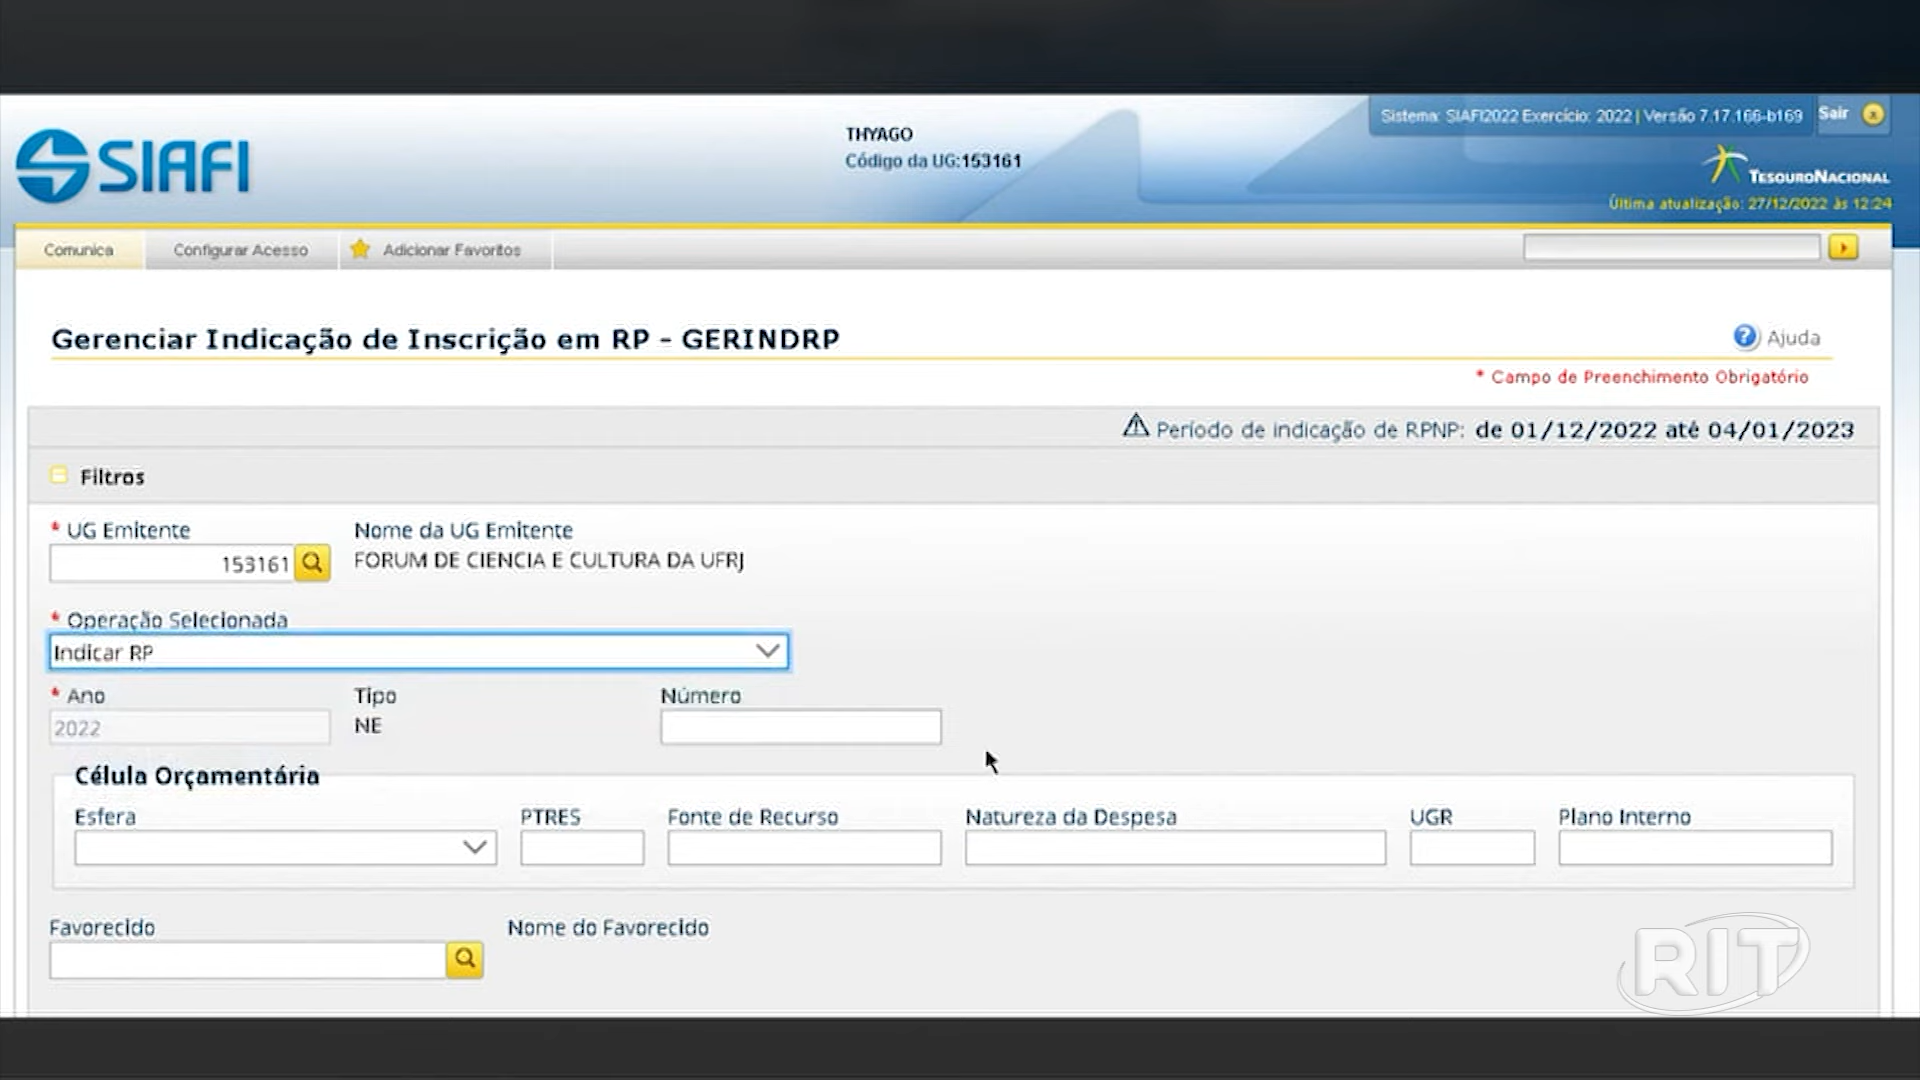 Sistema: SIAFI2022 Exercício: 2022 | Versão 7.17.166-b169 Sair x
SIAFI
THYAGO
Código da UG:153161
TESOURONACIONAL
Última atualização: 27/12/2022 às 12:24
Comunica Configurar Acesso Adicionar Favoritos
Gerenciar Indicação de Inscrição em RP - GERINDRP
? Ajuda
* Campo de Preenchimento Obrigatório
Período de indicação de RPNP: de 01/12/2022 até 04/01/2023
Filtros
* UG Emitente Nome da UG Emitente
153161 FORUM DE CIENCIA E CULTURA DA UFRJ
* Operação Selecionada
Indicar RP
* Ano Tipo Número
2022 NE
Célula Orçamentária
Esfera PTRES Fonte de Recurso Natureza da Despesa UGR Plano Interno
Favorecido Nome do Favorecido
RIT